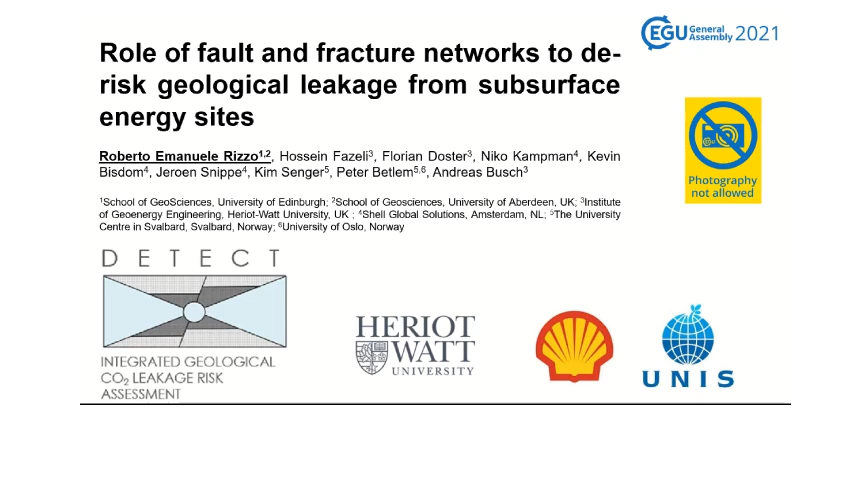 EGU General Assembly 2021
Role of fault and fracture networks to de-
risk geological leakage from subsurface
energy sites
Roberto Emanuele Rizzo1,2, Hossein Fazeli3, Florian Doster3, Niko Kampman4, Kevin
Bisdom4, Jeroen Snippe4, Kim Senger5, Peter Betlem5,6, Andreas Busch3
Photography
not allowed
1School of GeoSciences, University of Edinburgh; 2School of Geosciences, University of Aberdeen, UK; 3Institute
of Geoenergy Engineering, Heriot-Watt University, UK ; 4Shell Global Solutions, Amsterdam, NL; 5The University
Centre in Svalbard, Svalbard, Norway; 6University of Oslo, Norway
DETECT
INTEGRATED GEOLOGICAL
CO2 LEAKAGE RISK
ASSESSMENT
HERIOT
WATT
UNIVERSITY
UNIS